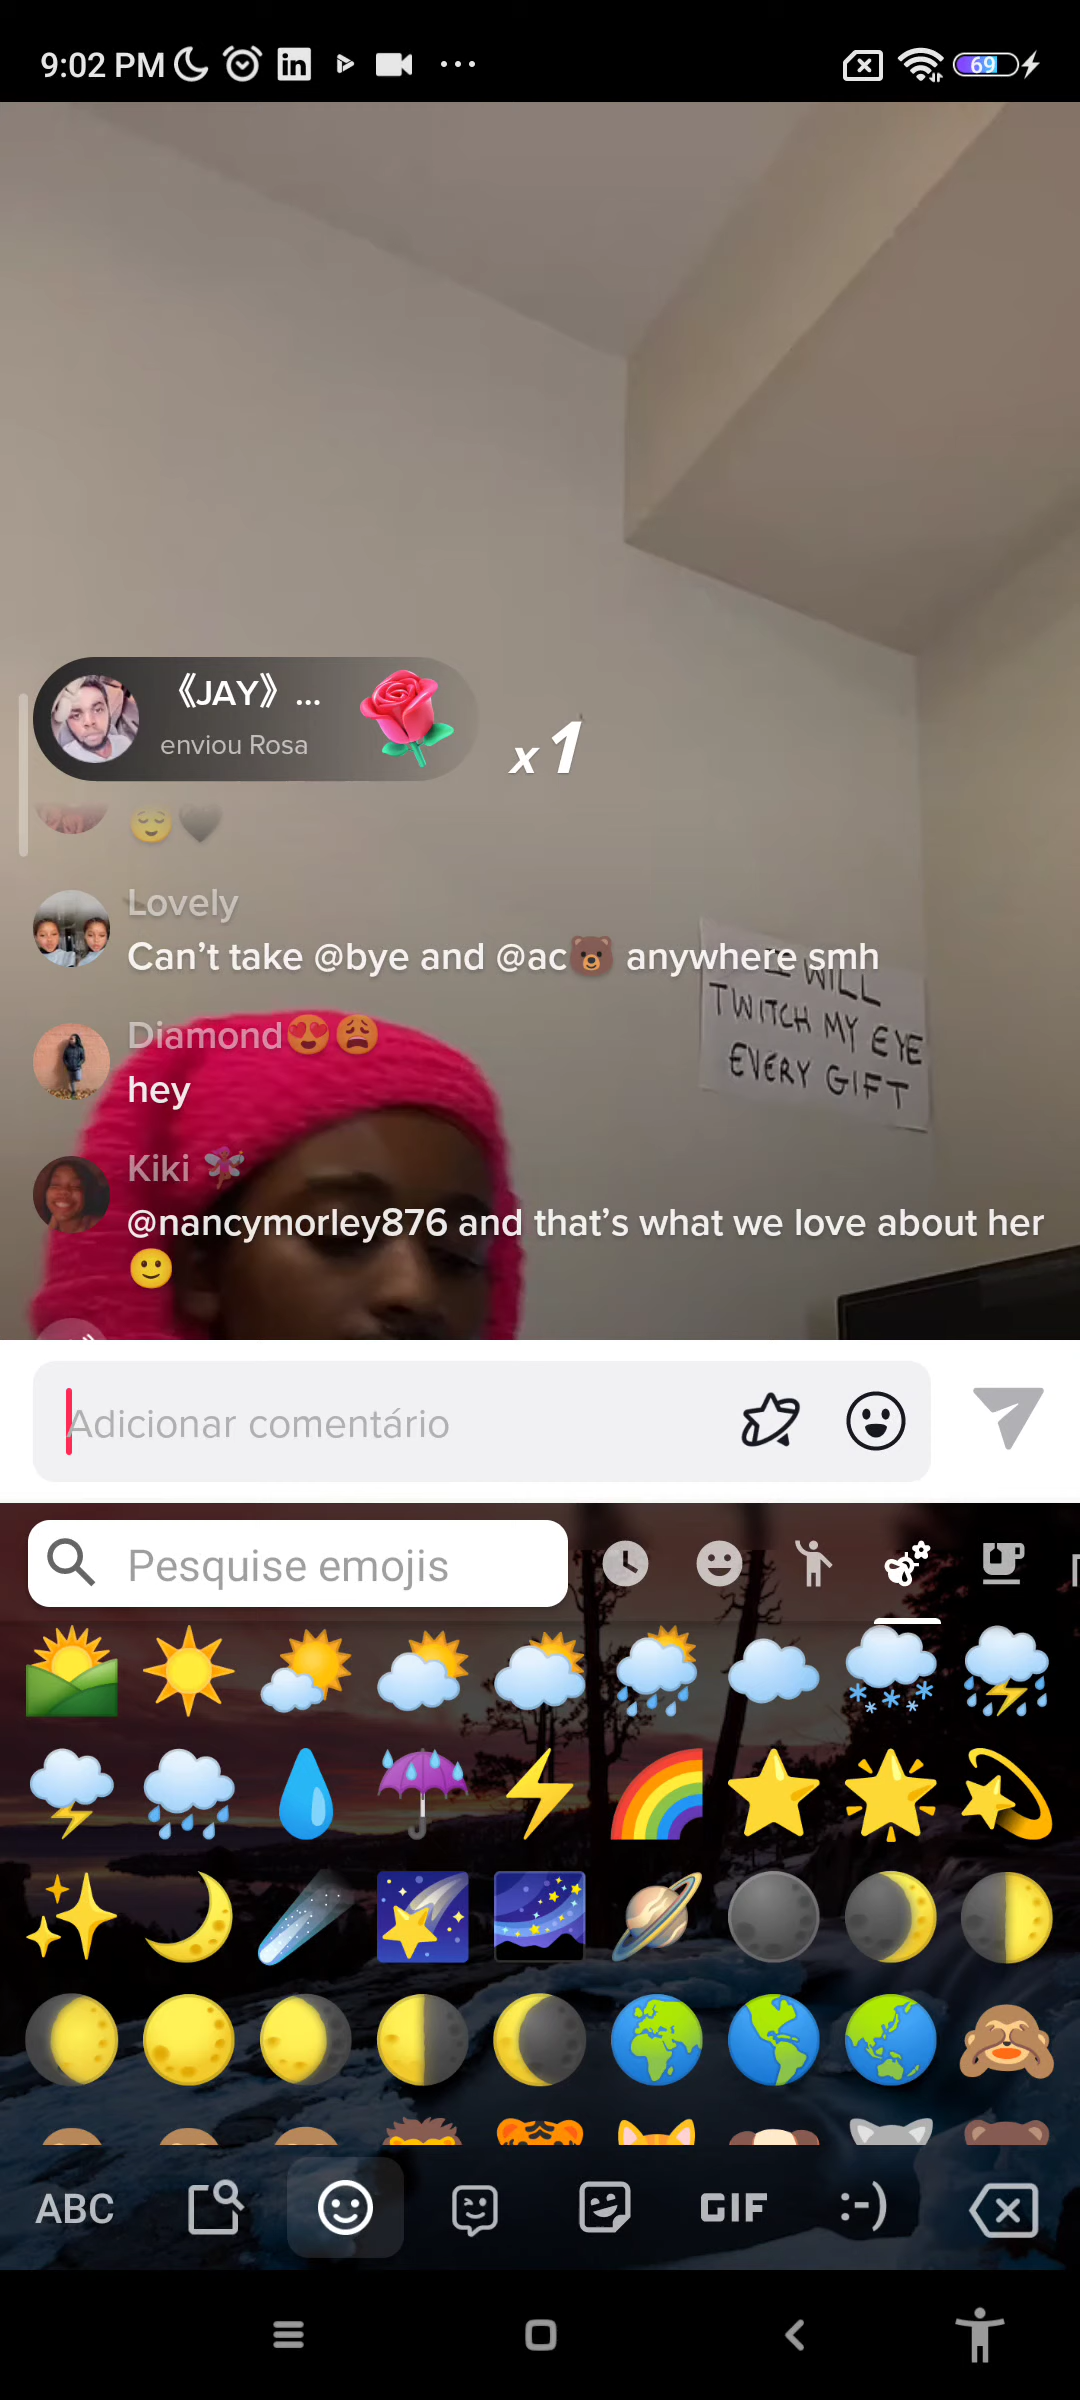 9:02 PM
69
《JAY》 ...
enviou Rosa
x1
Lovely
Can’t take @bye and @ac🐻 anywhere smh
I WILL
TWITCH MY EYE
EVERY GIFT
Diamond😍😩
hey
Kiki 🧚🏾‍♀️
@nancymorley876 and that’s what we love about her
🙂
Adicionar comentário
Pesquise emojis
ABC
GIF
:-)